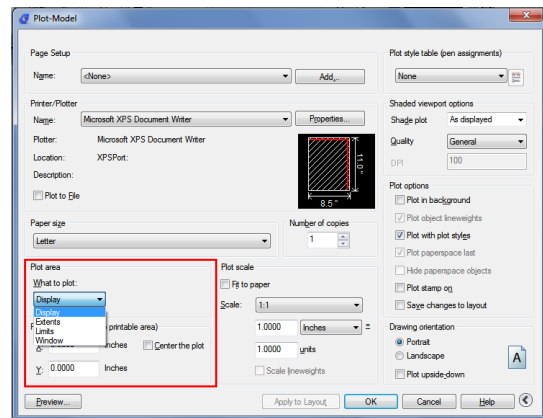 Plot-Model
Page Setup
Name: <None> Add...
Printer/Plotter
Name: Microsoft XPS Document Writer Properties...
Plotter: Microsoft XPS Document Writer
Location: XPSPort:
Description:
Plot to File
11.0"
8.5"
Paper size
Letter
Number of copies
1
Plot area
What to plot:
Display
Display
Extents
Limits
Window
printable area)
X: inches Center the plot
Y: 0.0000 inches
Plot scale
Fit to paper
Scale: 1:1
1.0000 inches =
1.0000 units
Scale lineweights
Plot style table (pen assignments)
None
Shaded viewport options
Shade plot As displayed
Quality General
DPI 100
Plot options
Plot in background
Plot object lineweights
Plot with plot styles
Plot paperspace last
Hide paperspace objects
Plot stamp on
Save changes to layout
Drawing orientation
Portrait
Landscape
Plot upside-down
A
Preview... Apply to Layout OK Cancel Help